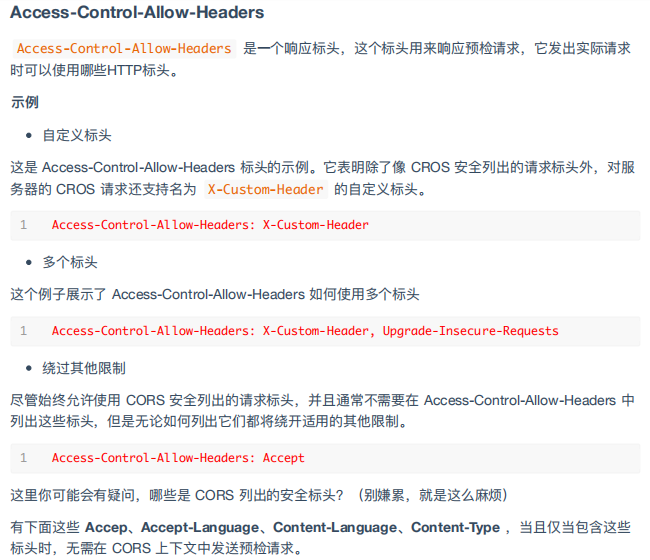 Access-Control-Allow-Headers
Access-Control-Allow-Headers 是一个响应标头，这个标头用来响应预检请求，它发出实际请求
时可以使用哪些HTTP标头。
示例
• 自定义标头
这是 Access-Control-Allow-Headers 标头的示例。它表明除了像 CROS 安全列出的请求标头外，对服
务器的 CROS 请求还支持名为 X-Custom-Header 的自定义标头。
1 Access-Control-Allow-Headers: X-Custom-Header
• 多个标头
这个例子展示了 Access-Control-Allow-Headers 如何使用多个标头
1 Access-Control-Allow-Headers: X-Custom-Header, Upgrade-Insecure-Requests
• 绕过其他限制
尽管始终允许使用 CORS 安全列出的请求标头，并且通常不需要在 Access-Control-Allow-Headers 中
列出这些标头，但是无论如何列出它们都将绕开适用的其他限制。
1 Access-Control-Allow-Headers: Accept
这里你可能会有疑问，哪些是 CORS 列出的安全标头？（别嫌累，就是这么麻烦）
有下面这些 Accep、Accept-Language、Content-Language、Content-Type ，当且仅当包含这些
标头时，无需在 CORS 上下文中发送预检请求。